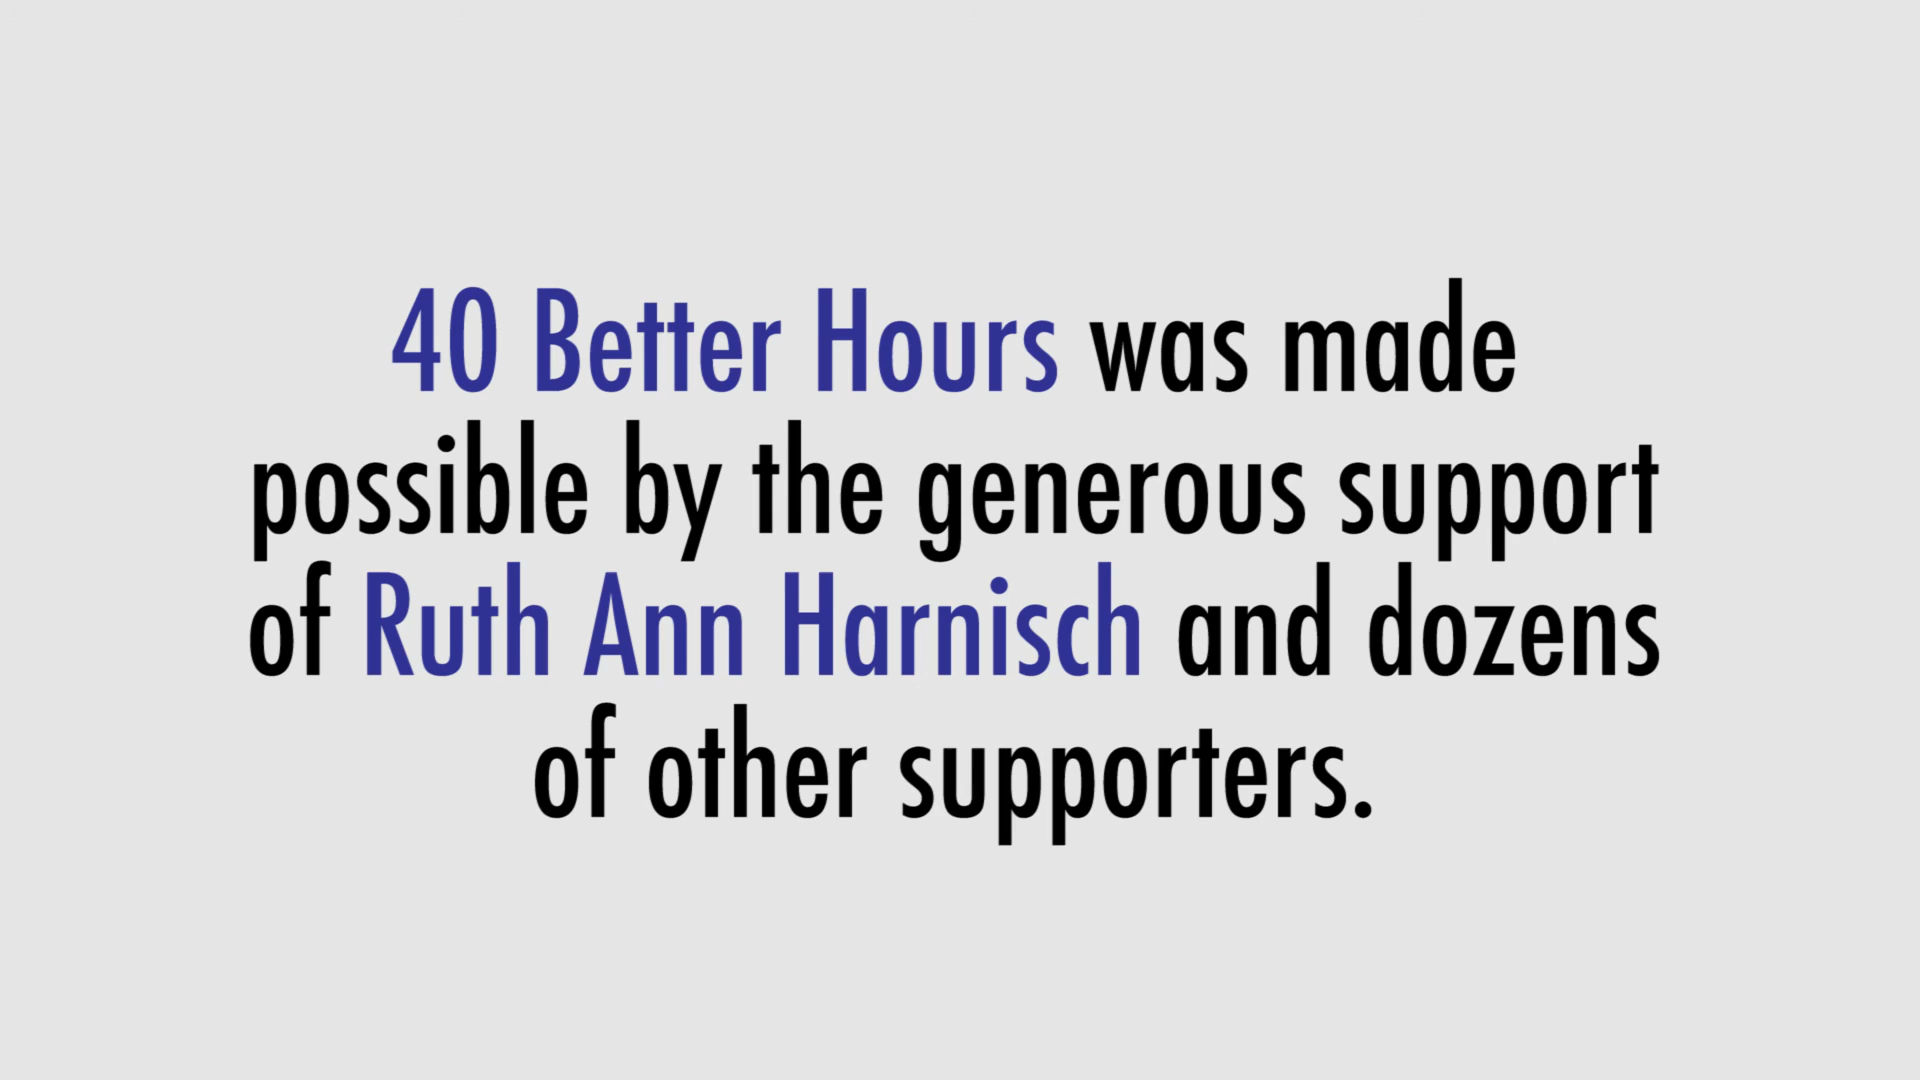 40 Better Hours was made
possible by the generous support
of Ruth Ann Harnisch and dozens
of other supporters.